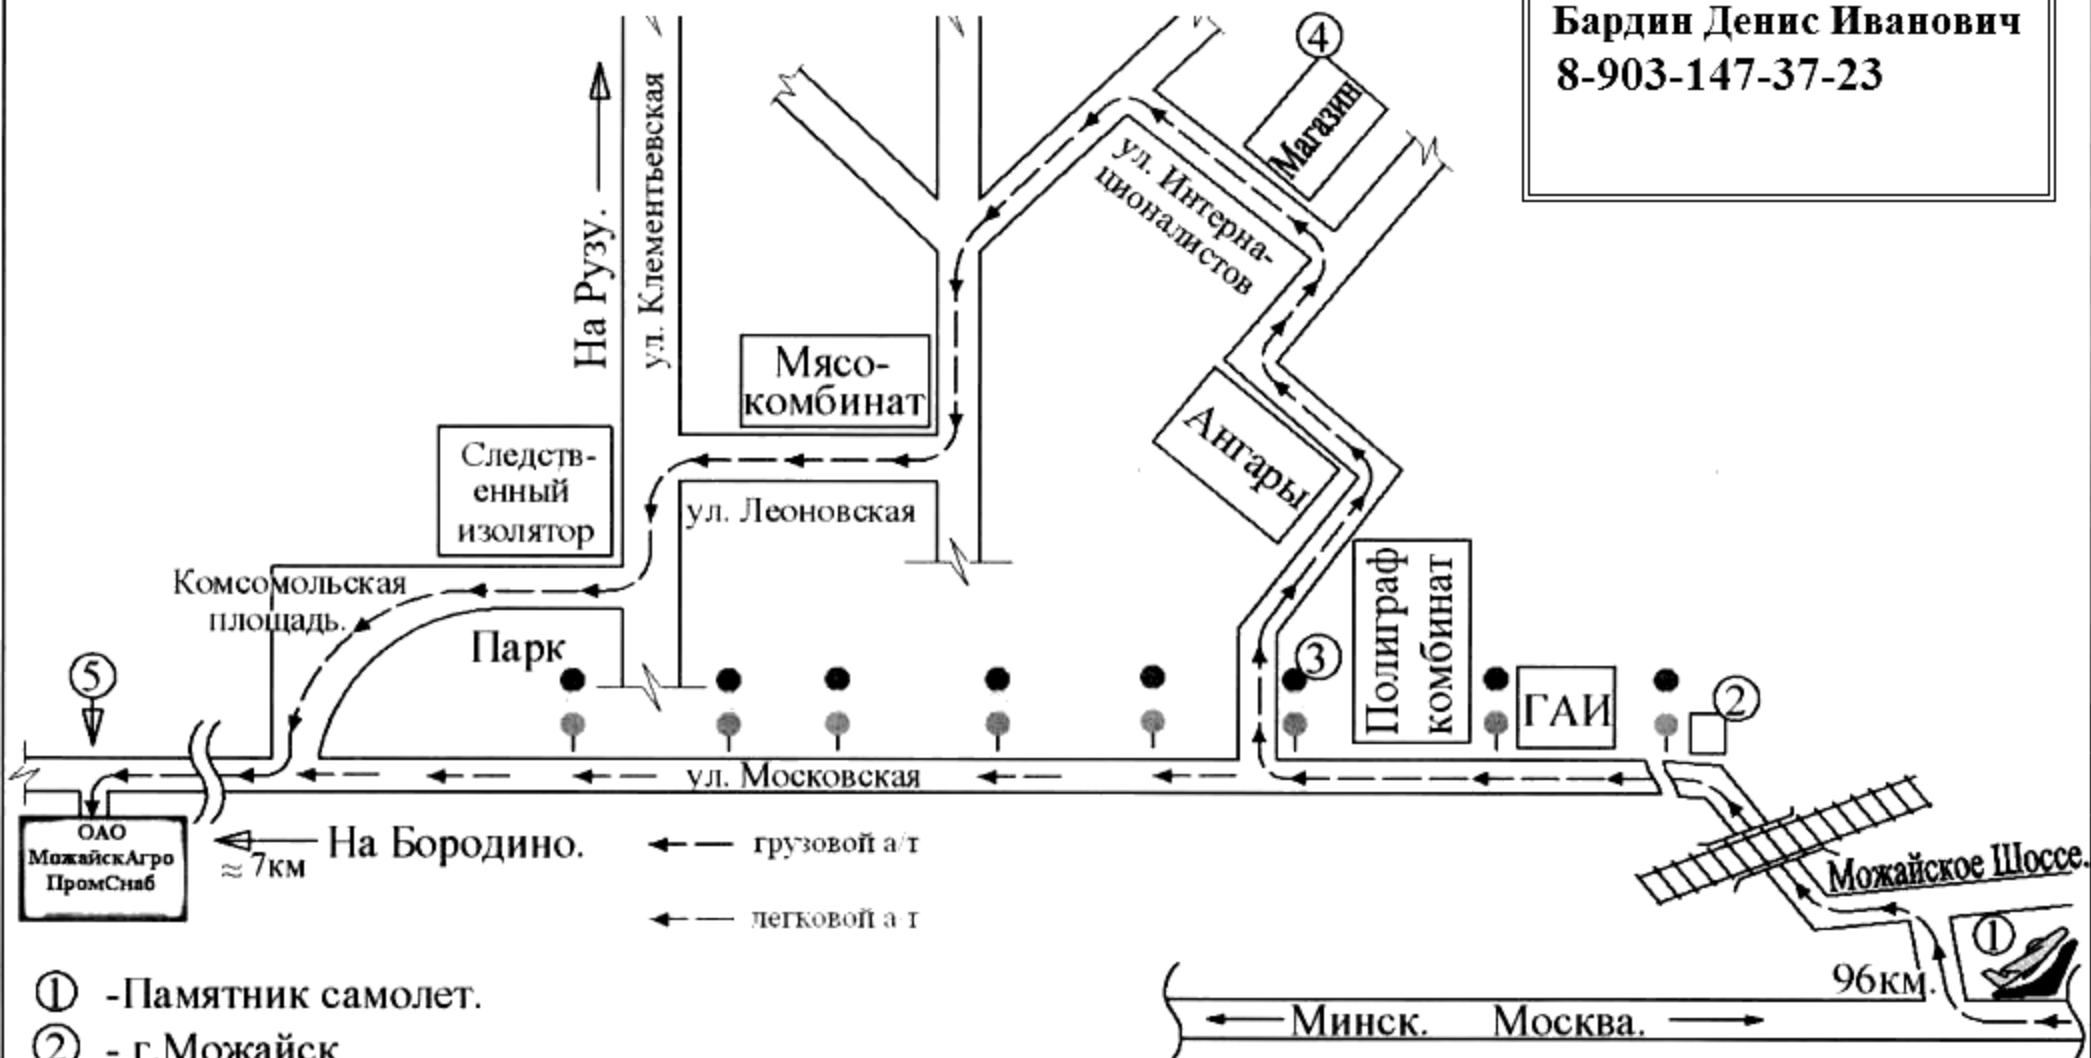 Бардин Денис Иванович
8-903-147-37-23
4
Магазин
ул. Интерна-
ционалистов
На Рузу.
ул. Клементьевская
Мясо-
комбинат
Ангары
Следств-
енный
изолятор
ул. Леоновская
Комсомольская
площадь.
Парк
3
Полиграф
комбинат
ГАИ
2
5
ул. Московская
ОАО
МожайскАгро
ПромСнаб
≈ 7км
На Бородино.
грузовой а/т
легковой а/т
Можайское Шоссе.
1
96км.
Минск. Москва.
1 -Памятник самолет.
2 - г.Можайск